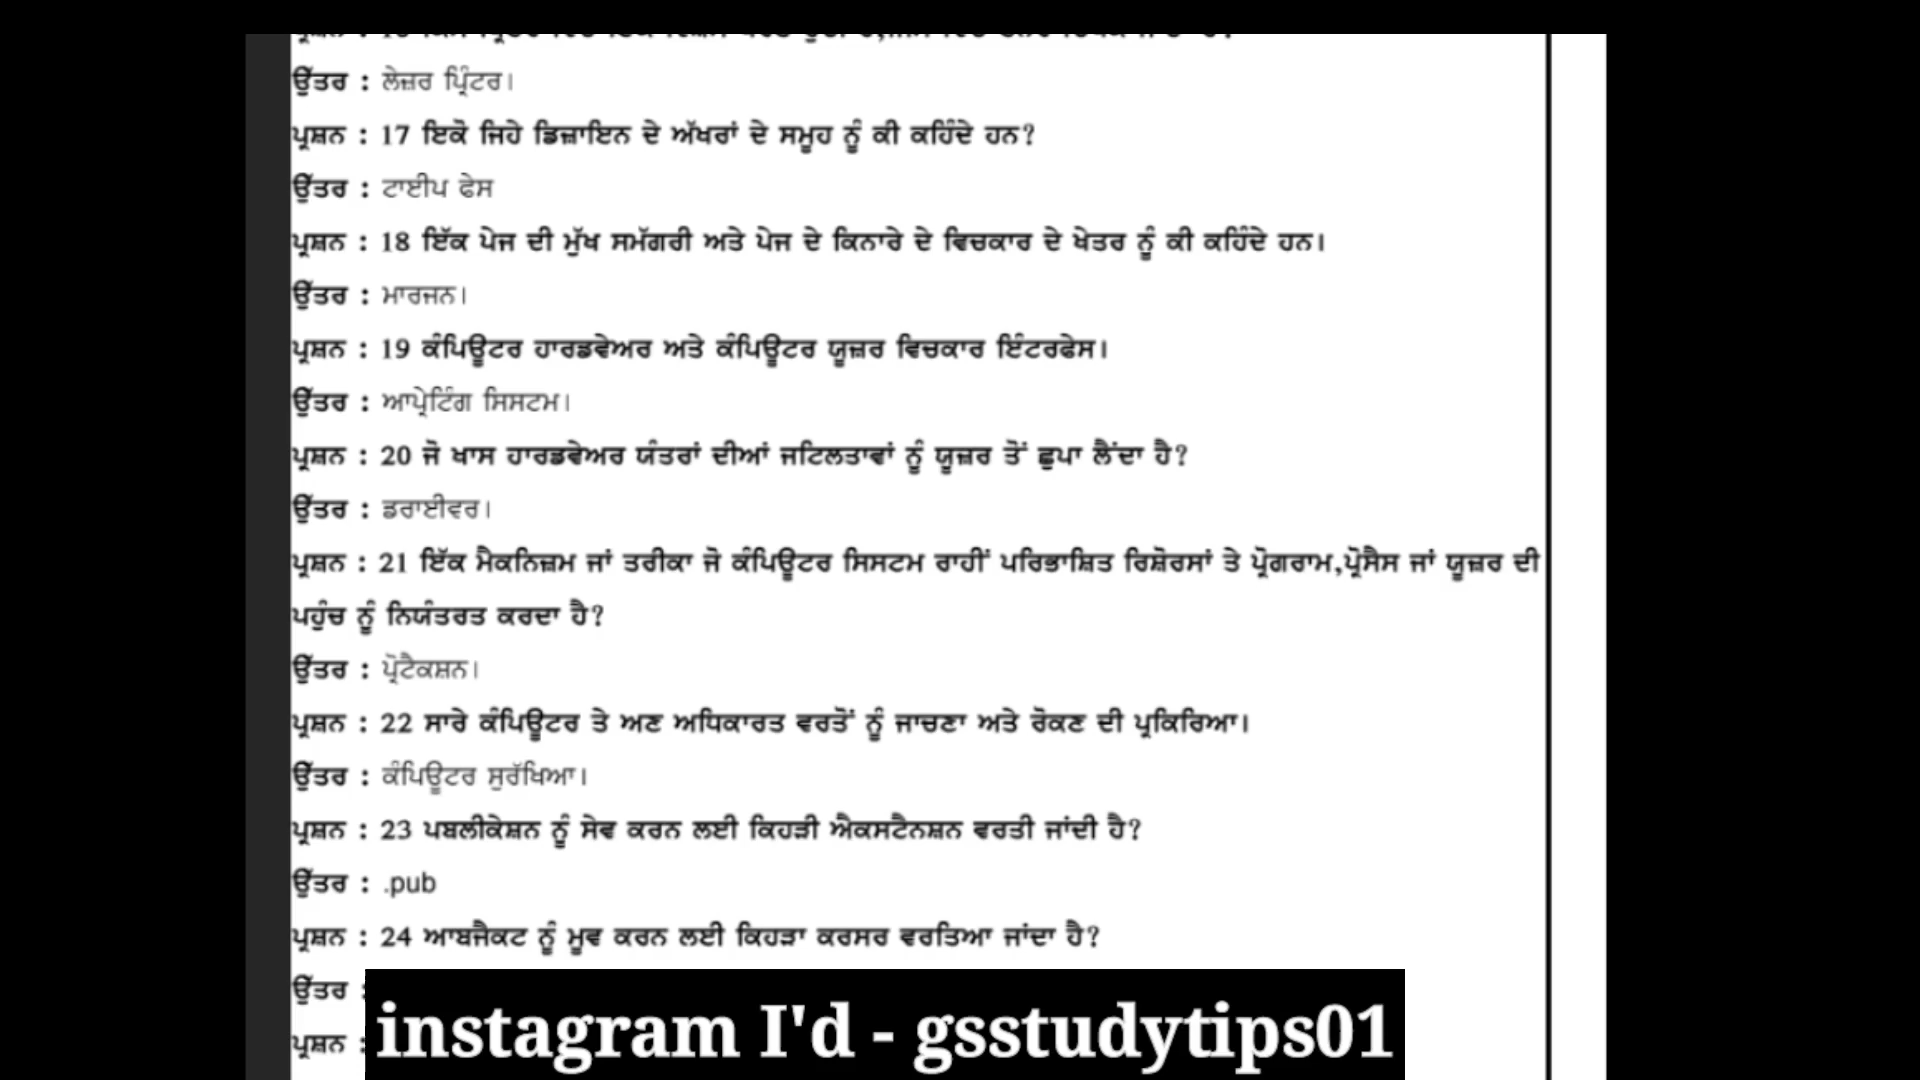 ਉੱਤਰ : ਲੇਜ਼ਰ ਪ੍ਰਿੰਟਰ।
ਪ੍ਰਸ਼ਨ : 17 ਇਕੋ ਜਿਹੇ ਡਿਜ਼ਾਇਨ ਦੇ ਅੱਖਰਾਂ ਦੇ ਸਮੂਹ ਨੂੰ ਕੀ ਕਹਿੰਦੇ ਹਨ?
ਉੱਤਰ : ਟਾਈਪ ਫੇਸ
ਪ੍ਰਸ਼ਨ : 18 ਇੱਕ ਪੇਜ ਦੀ ਮੁੱਖ ਸਮੱਗਰੀ ਅਤੇ ਪੇਜ ਦੇ ਕਿਨਾਰੇ ਦੇ ਵਿਚਕਾਰ ਦੇ ਖੇਤਰ ਨੂੰ ਕੀ ਕਹਿੰਦੇ ਹਨ।
ਉੱਤਰ : ਮਾਰਜਨ।
ਪ੍ਰਸ਼ਨ : 19 ਕੰਪਿਊਟਰ ਹਾਰਡਵੇਅਰ ਅਤੇ ਕੰਪਿਊਟਰ ਯੂਜ਼ਰ ਵਿਚਕਾਰ ਇੰਟਰਫੇਸ।
ਉੱਤਰ : ਆਪ੍ਰੇਟਿੰਗ ਸਿਸਟਮ।
ਪ੍ਰਸ਼ਨ : 20 ਜੋ ਖਾਸ ਹਾਰਡਵੇਅਰ ਯੰਤਰਾਂ ਦੀਆਂ ਜਟਿਲਤਾਵਾਂ ਨੂੰ ਯੂਜ਼ਰ ਤੋਂ ਛੁਪਾ ਲੈਂਦਾ ਹੈ?
ਉੱਤਰ : ਡਰਾਈਵਰ।
ਪ੍ਰਸ਼ਨ : 21 ਇੱਕ ਮੈਕਨਿਜ਼ਮ ਜਾਂ ਤਰੀਕਾ ਜੋ ਕੰਪਿਊਟਰ ਸਿਸਟਮ ਰਾਹੀਂ ਪਰਿਭਾਸ਼ਿਤ ਰਿਸ਼ੋਰਸਾਂ ਤੇ ਪ੍ਰੋਗਰਾਮ,ਪ੍ਰੋਸੈਸ ਜਾਂ ਯੂਜ਼ਰ ਦੀ
ਪਹੁੰਚ ਨੂੰ ਨਿਯੰਤਰਤ ਕਰਦਾ ਹੈ?
ਉੱਤਰ : ਪ੍ਰੋਟੈਕਸ਼ਨ।
ਪ੍ਰਸ਼ਨ : 22 ਸਾਰੇ ਕੰਪਿਊਟਰ ਤੇ ਅਣ ਅਧਿਕਾਰਤ ਵਰਤੋਂ ਨੂੰ ਜਾਚਣਾ ਅਤੇ ਰੋਕਣ ਦੀ ਪ੍ਰਕਿਰਿਆ।
ਉੱਤਰ : ਕੰਪਿਊਟਰ ਸੁਰੱਖਿਆ।
ਪ੍ਰਸ਼ਨ : 23 ਪਬਲੀਕੇਸ਼ਨ ਨੂੰ ਸੇਵ ਕਰਨ ਲਈ ਕਿਹੜੀ ਐਕਸਟੈਨਸ਼ਨ ਵਰਤੀ ਜਾਂਦੀ ਹੈ?
ਉੱਤਰ : .pub
ਪ੍ਰਸ਼ਨ : 24 ਆਬਜੈਕਟ ਨੂੰ ਮੂਵ ਕਰਨ ਲਈ ਕਿਹੜਾ ਕਰਸਰ ਵਰਤਿਆ ਜਾਂਦਾ ਹੈ?
ਉੱਤਰ :
ਪ੍ਰਸ਼ਨ :
instagram I'd - gsstudytips01